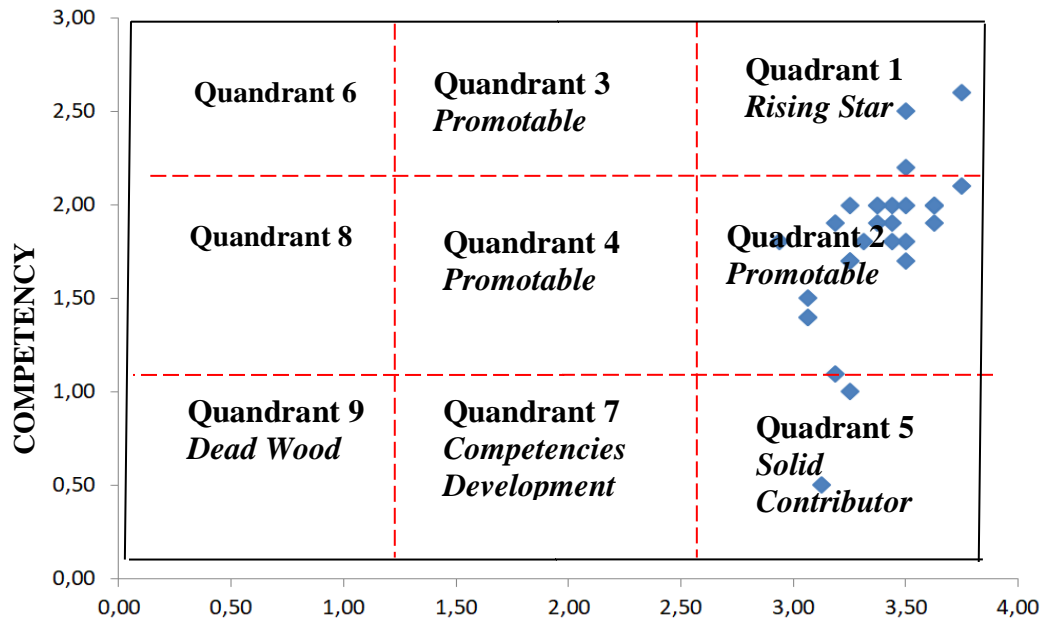 3,00
2,50
2,00
1,50
1,00
0,50
0,00
COMPETENCY
Quandrant 6
Quandrant 3
Promotable
Quadrant 1
Rising Star
Quandrant 8
Quandrant 4
Promotable
Quadrant 2
Promotable
Quandrant 9
Dead Wood
Quandrant 7
Competencies
Development
Quadrant 5
Solid
Contributor
0,00 0,50 1,00 1,50 2,00 2,50 3,00 3,50 4,00